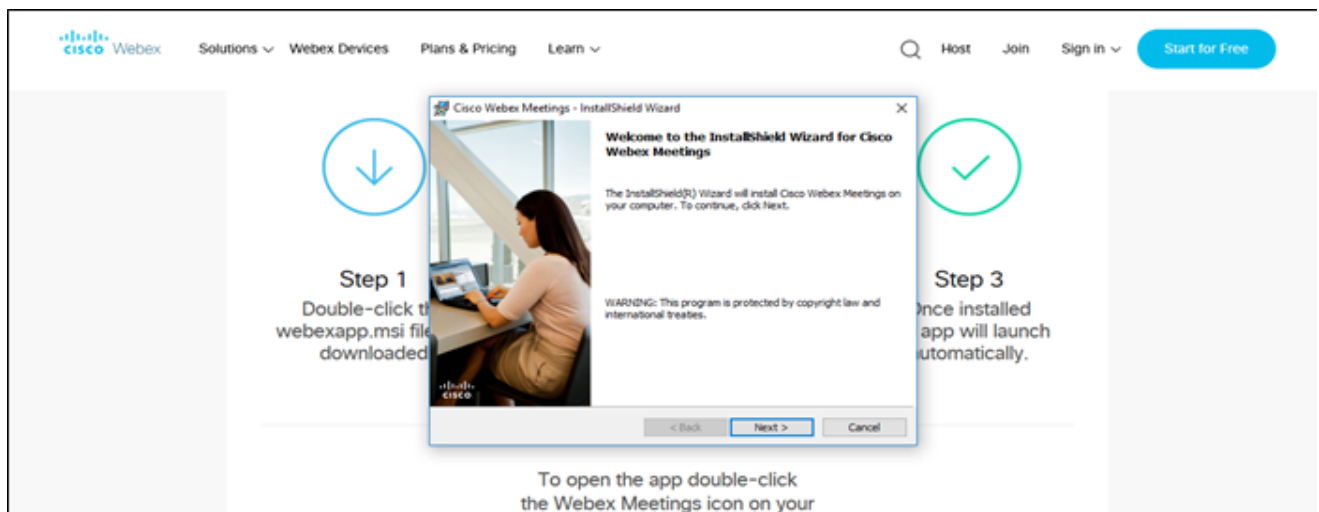 cisco Webex
Solutions
Webex Devices
Plans & Pricing
Learn
Host
Join
Sign in
Start for Free
Cisco Webex Meetings - InstallShield Wizard
Welcome to the InstallShield Wizard for Cisco
Webex Meetings
The InstallShield(R) Wizard will install Cisco Webex Meetings on
your computer. To continue, click Next.
WARNING: This program is protected by copyright law and
international treaties.
cisco
< Back
Next >
Cancel
Step 1
Double-click
webexapp.msi
downloaded
Step 3
installed
app will launch
To open the app double-click
the Webex Meetings icon on your